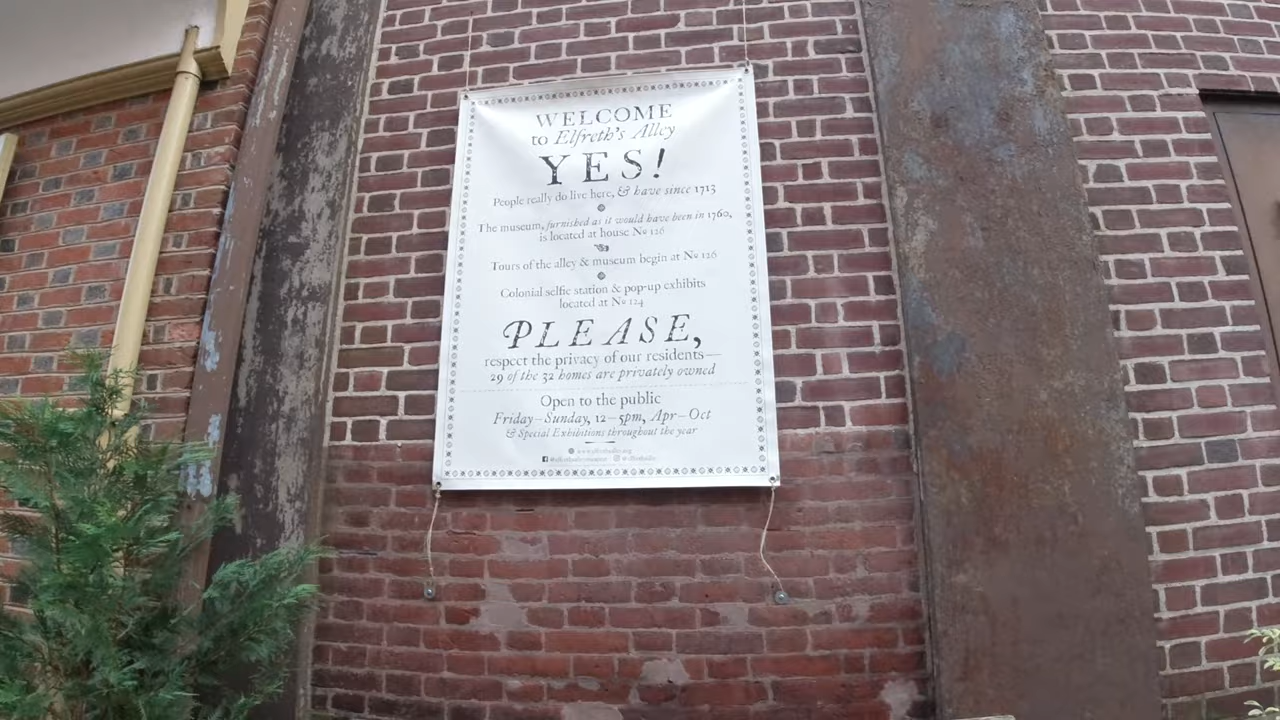 WELCOME
to Elfreth's Alley
YES!
People really do live here, & have since 1713
The museum, furnished as it would have been in 1760,
is located at house No 126
Tours of the alley & museum begin at No 126
Colonial selfie station & pop-up exhibits
located at No 124
PLEASE,
respect the privacy of our residents—
29 of the 32 homes are privately owned
Open to the public
Friday–Sunday, 12–5pm, Apr–Oct
& Special Exhibitions throughout the year